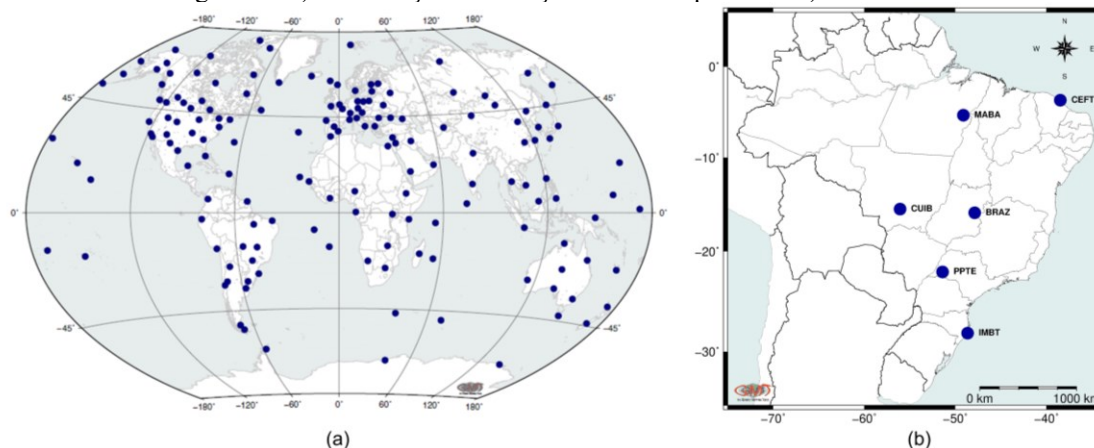 −180˚ −120˚ −60˚ 0˚ 60˚ 120˚ 180˚
45˚ 45˚
0˚ 0˚
−45˚ −45˚
−180˚ −120˚ −60˚ 0˚ 60˚ 120˚ 180˚
(a)
N
W E
S
0˚
CEFT
MABA
−10˚
CUIB BRAZ
−20˚
PPTE
IMBT
−30˚
0 km 1000 km
−70˚ −60˚ −50˚ −40˚
(b)